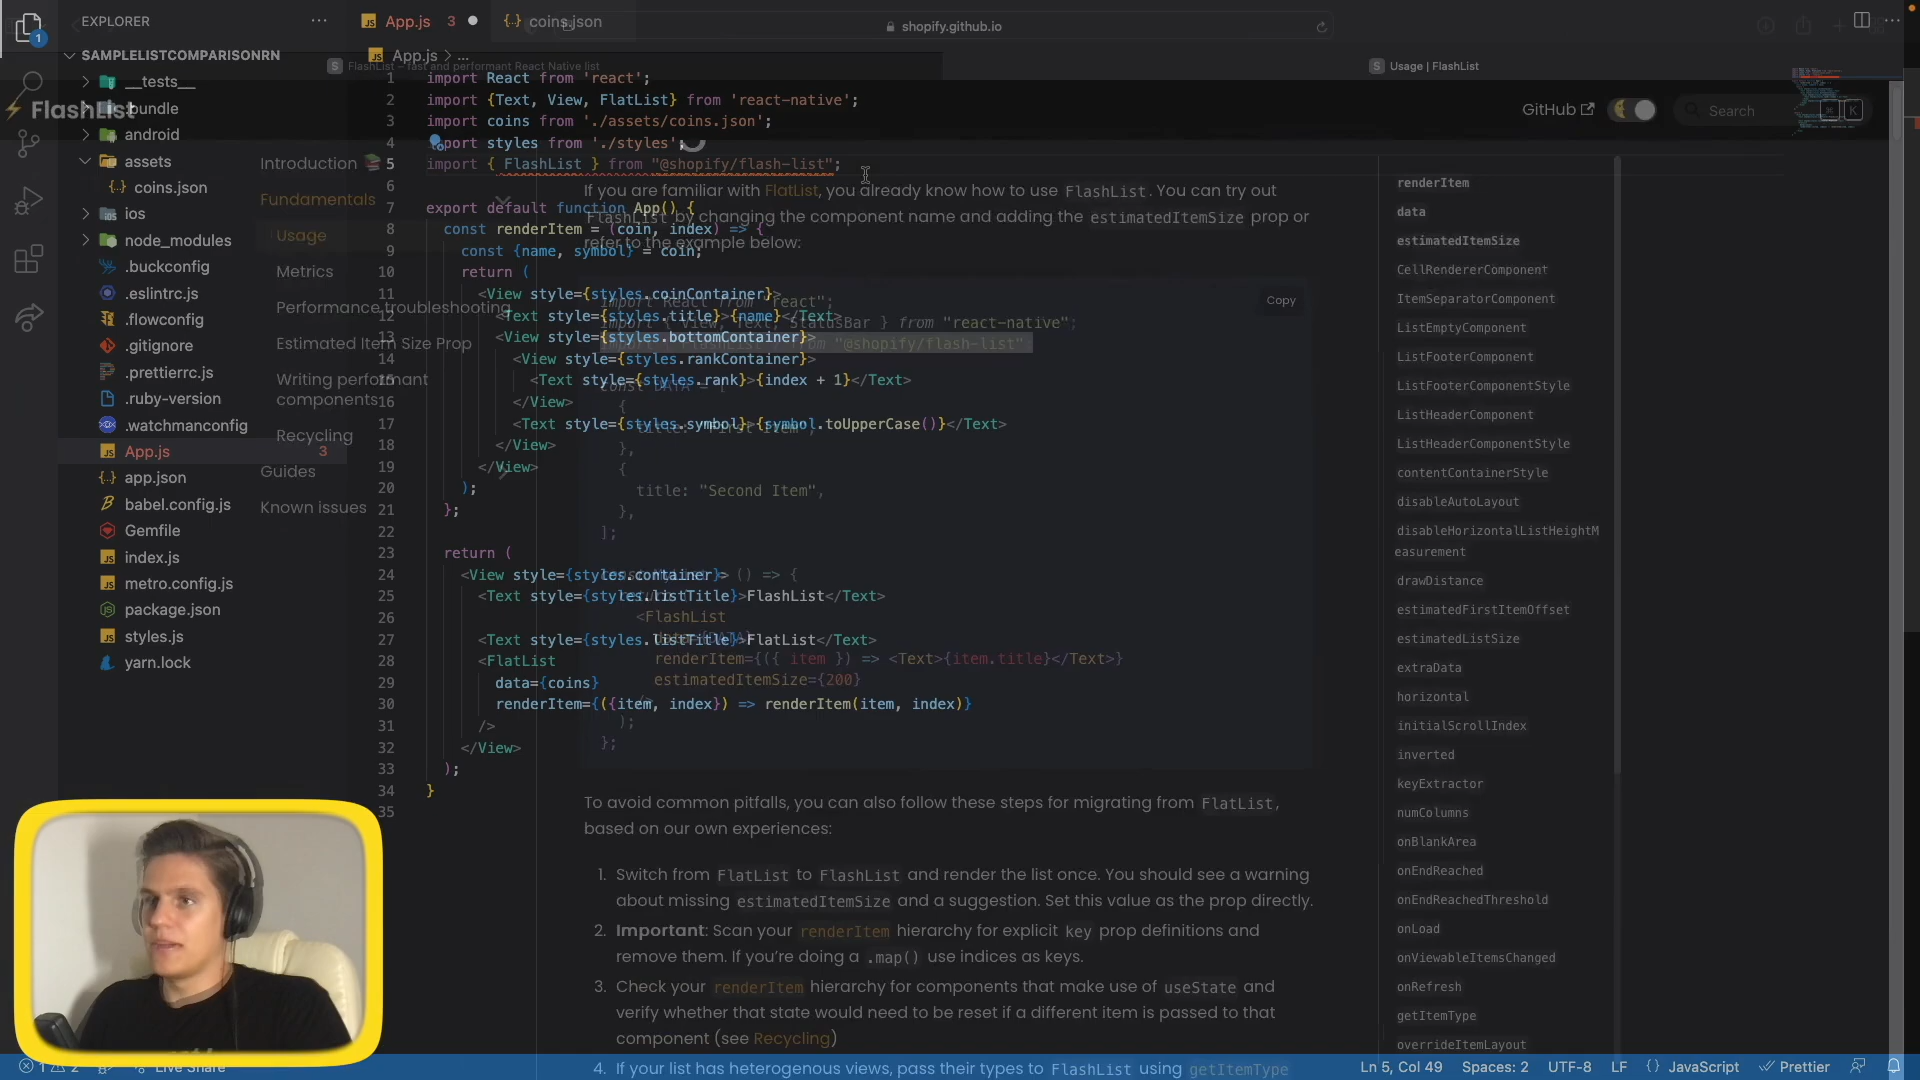 EXPLORER
SAMPLELISTCOMPARISONRN
__tests__
bundle
android
assets
coins.json
ios
node_modules
.buckconfig
.eslintrc.js
.flowconfig
.gitignore
.prettierrc.js
.ruby-version
.watchmanconfig
App.js 3
app.json
babel.config.js
Gemfile
index.js
metro.config.js
package.json
styles.js
yarn.lock
App.js 3
coins.json
App.js > ...
shopify.github.io
FlashList – fast and performant React Native list
Usage | FlashList
FlashList
GitHub
Search
K
Introduction
Fundamentals
Usage
Metrics
Performance troubleshooting
Estimated Item Size Prop
Writing performant
components
Recycling
Guides
Known issues
1 import React from 'react';
2 import {Text, View, FlatList} from 'react-native';
3 import coins from './assets/coins.json';
4 import styles from './styles';
5 import { FlashList } from "@shopify/flash-list";
6
7 export default function App() {
8 const renderItem = (coin, index) => {
9 const {name, symbol} = coin;
10 return (
11 <View style={styles.coinContainer}>
12 <Text style={styles.title}>{name}</Text>
13 <View style={styles.bottomContainer}>
14 <View style={styles.rankContainer}>
15 <Text style={styles.rank}>{index + 1}</Text>
16 </View>
17 <Text style={styles.symbol}>{symbol.toUpperCase()}</Text>
18 </View>
19 </View>
20 );
21 };
22
23 return (
24 <View style={styles.container}>
25 <Text style={styles.listTitle}>FlashList</Text>
26
27 <Text style={styles.listTitle}>FlatList</Text>
28 <FlatList
29 data={coins}
30 renderItem={({item, index}) => renderItem(item, index)}
31 />
32 </View>
33 );
34 }
35
If you are familiar with FlatList, you already know how to use FlashList. You can try out
FlashList by changing the component name and adding the estimatedItemSize prop or
refer to the example below:
Copy
import React from "react";
import { View, Text, StatusBar } from "react-native";
import { FlashList } from "@shopify/flash-list";
const DATA = [
{
title: "First Item",
},
{
title: "Second Item",
},
];
() => {
<FlashList
data={DATA}
renderItem={({ item }) => <Text>{item.title}</Text>}
estimatedItemSize={200}
/>
);
};
To avoid common pitfalls, you can also follow these steps for migrating from FlatList,
based on our own experiences:
1. Switch from FlatList to FlashList and render the list once. You should see a warning
about missing estimatedItemSize and a suggestion. Set this value as the prop directly.
2. Important: Scan your renderItem hierarchy for explicit key prop definitions and
remove them. If you're doing a .map() use indices as keys.
3. Check your renderItem hierarchy for components that make use of useState and
verify whether that state would need to be reset if a different item is passed to that
component (see Recycling)
4. If your list has heterogenous views, pass their types to FlashList using getItemType
renderItem
data
estimatedItemSize
CellRendererComponent
ItemSeparatorComponent
ListEmptyComponent
ListFooterComponent
ListFooterComponentStyle
ListHeaderComponent
ListHeaderComponentStyle
contentContainerStyle
disableAutoLayout
disableHorizontalListHeightM
easurement
drawDistance
estimatedFirstItemOffset
estimatedListSize
extraData
horizontal
initialScrollIndex
inverted
keyExtractor
numColumns
onBlankArea
onEndReached
onEndReachedThreshold
onLoad
onViewableItemsChanged
onRefresh
getItemType
overrideItemLayout
1 2 Live Share
Ln 5, Col 49 Spaces: 2 UTF-8 LF {} JavaScript Prettier